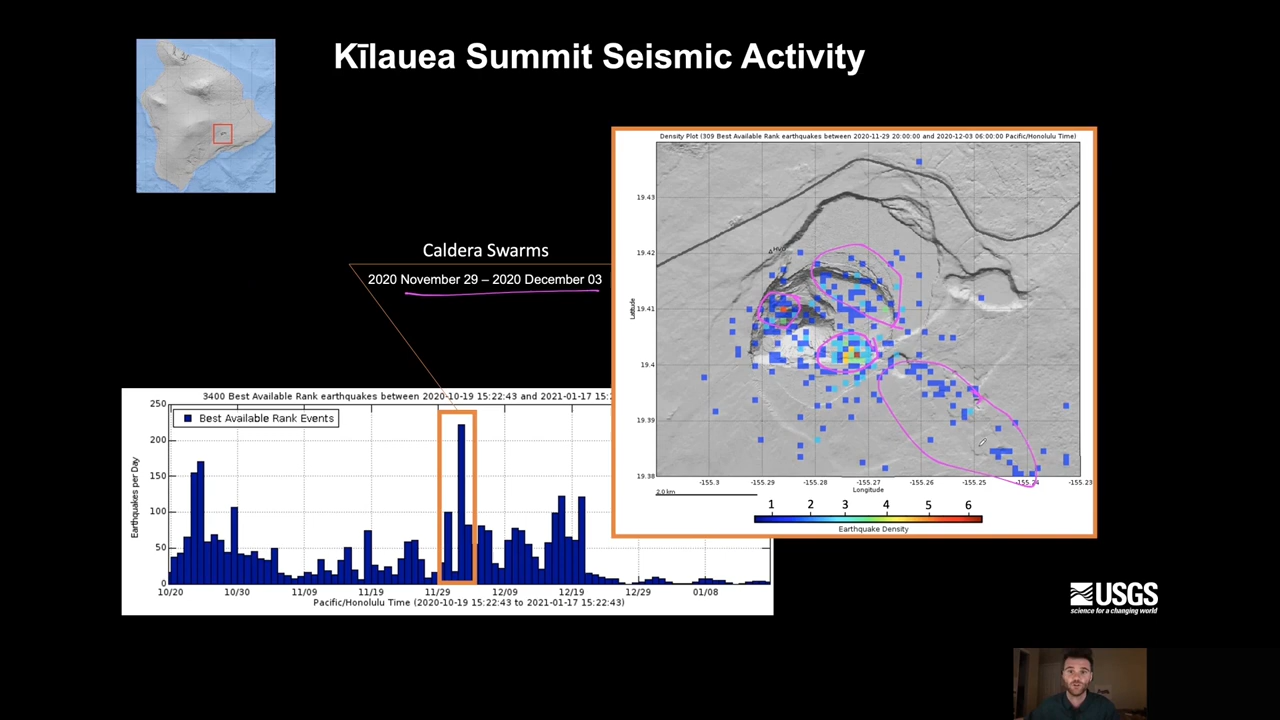 Kīlauea Summit Seismic Activity
Density Plot (309 Best Available Rank earthquakes between 2020-11-29 20:00:00 and 2020-12-03 06:00:00 Pacific/Honolulu Time)
19.43
19.42
19.41
19.4
19.39
19.38
Latitude
HVO
-155.3
-155.29
-155.28
-155.27
-155.26
-155.25
-155.24
-155.23
Longitude
2.0 km
1 2 3 4 5 6
Earthquake Density
Caldera Swarms
2020 November 29 – 2020 December 03
3400 Best Available Rank earthquakes between 2020-10-19 15:22:43 and 2021-01-17 15:2
Best Available Rank Events
250
200
150
100
50
0
Earthquakes per Day
10/20 10/30 11/09 11/19 11/29 12/09 12/19 12/29 01/08
Pacific/Honolulu Time (2020-10-19 15:22:43 to 2021-01-17 15:22:43)
USGS
science for a changing world